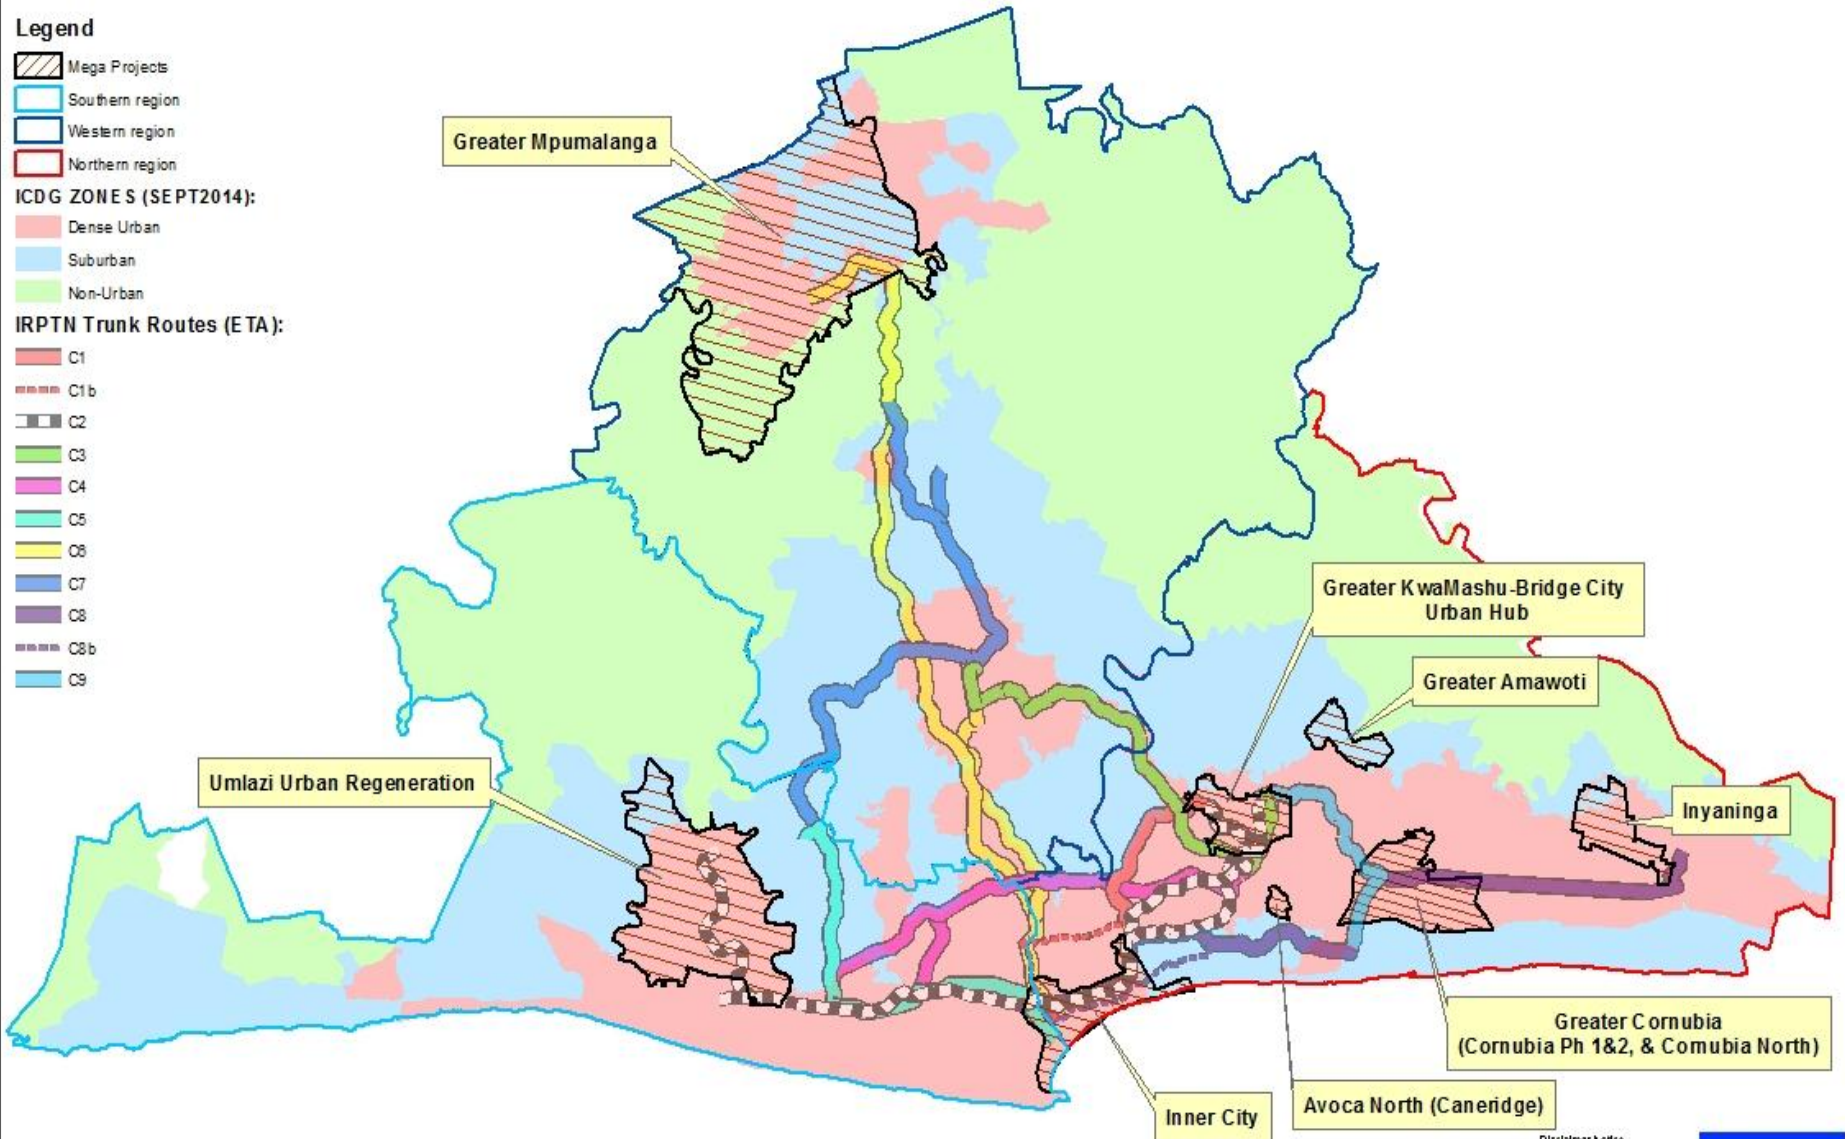 Legend
Mega Projects
Southern region
Western region
Northern region
ICDG ZONES (SEPT2014):
Dense Urban
Suburban
Non-Urban
IRPTN Trunk Routes (ETA):
C1
C1b
C2
C3
C4
C5
C6
C7
C8
C8b
C9
Greater Mpumalanga
Greater KwaMashu-Bridge City
Urban Hub
Greater Amawoti
Umlazi Urban Regeneration
Inyaninga
Greater Cornubia
(Cornubia Ph 1&2, & Cornubia North)
Avoca North (Caneridge)
Inner City